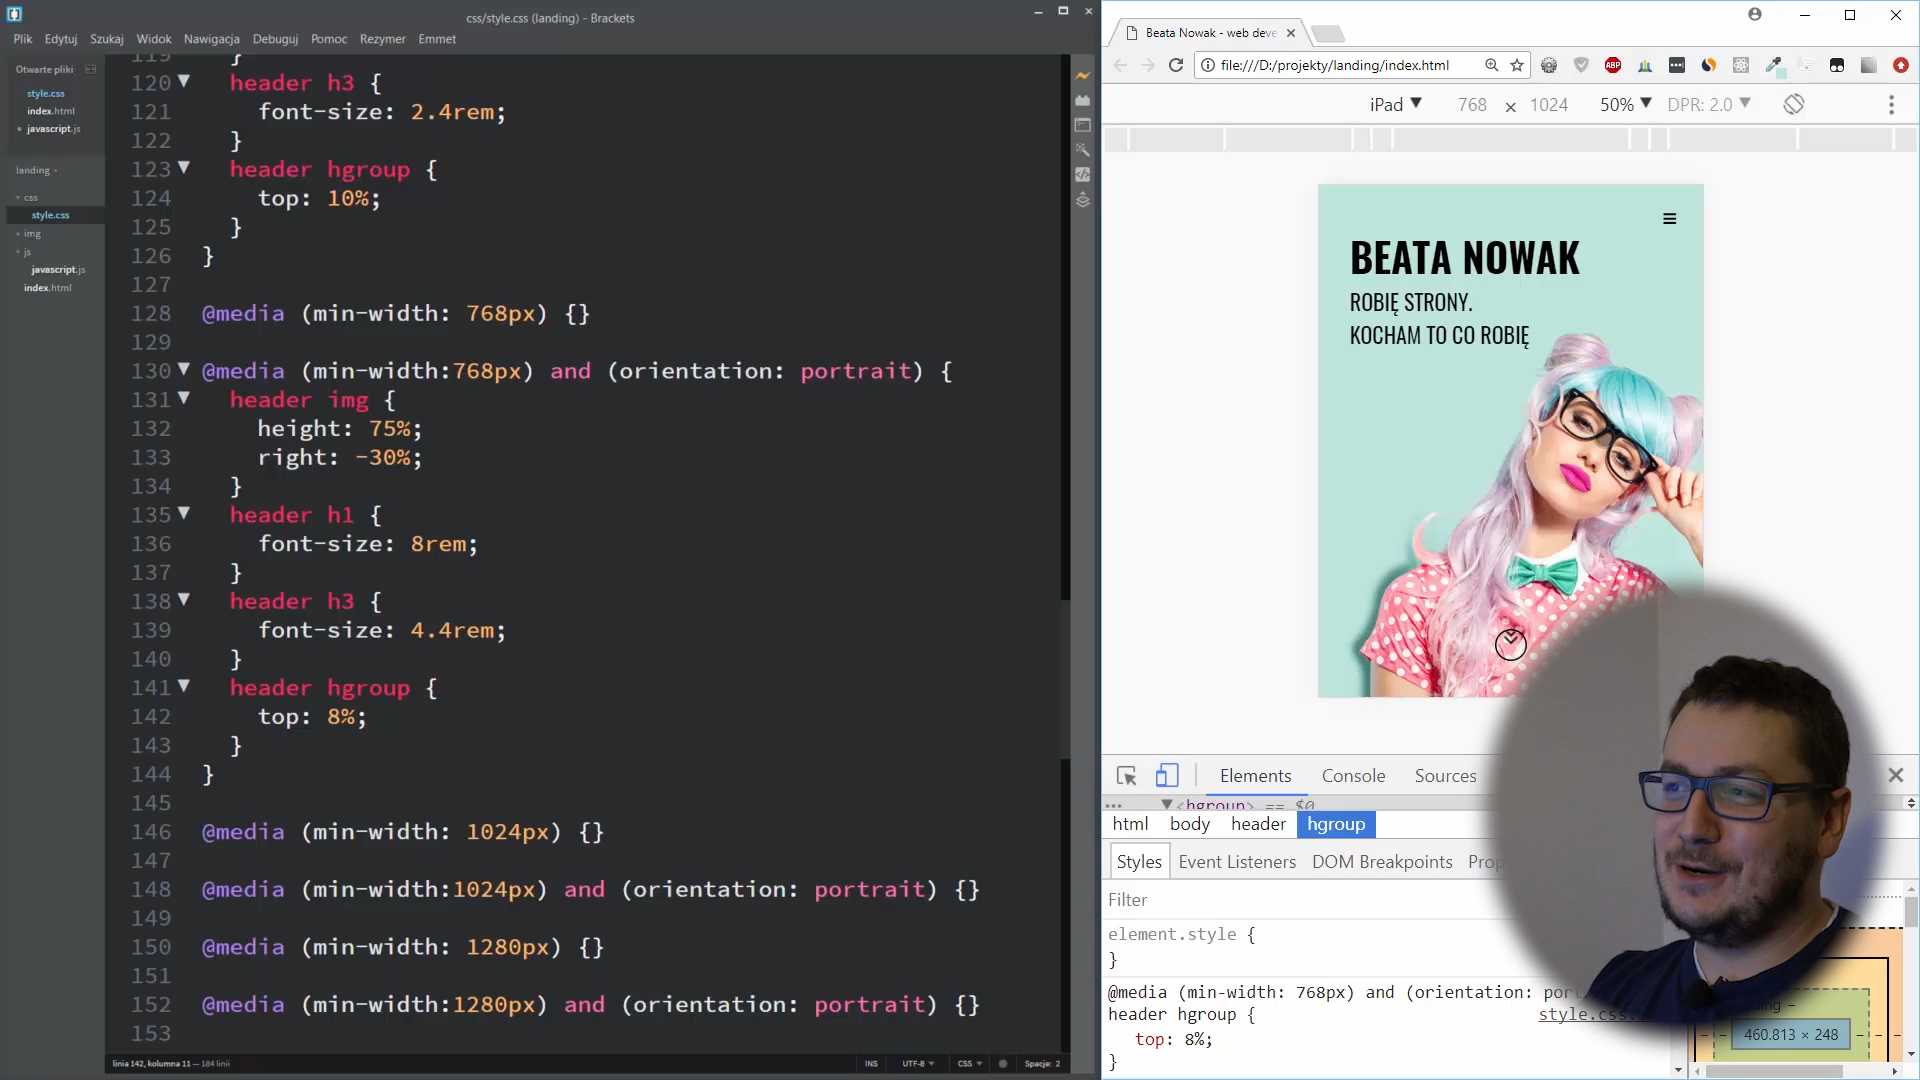 css/style.css (landing) - Brackets
Plik Edytuj Szukaj Widok Nawigacja Debuguj Pomoc Rezymer Emmet
Otwarte pliki
style.css
index.html
javascript.js
landing
css
style.css
img
js
javascript.js
index.html
119 }
120 header h3 {
121 font-size: 2.4rem;
122 }
123 header hgroup {
124 top: 10%;
125 }
126 }
127
128 @media (min-width: 768px) {}
129
130 @media (min-width:768px) and (orientation: portrait) {
131 header img {
132 height: 75%;
133 right: -30%;
134 }
135 header h1 {
136 font-size: 8rem;
137 }
138 header h3 {
139 font-size: 4.4rem;
140 }
141 header hgroup {
142 top: 8%;
143 }
144 }
145
146 @media (min-width: 1024px) {}
147
148 @media (min-width:1024px) and (orientation: portrait) {}
149
150 @media (min-width: 1280px) {}
151
152 @media (min-width:1280px) and (orientation: portrait) {}
153
linia 142, kolumna 11 — 184 linii
INS UTF-8 CSS Spacje: 2
Beata Nowak - web deve
file:///D:/projekty/landing/index.html
ABP
iPad 768 × 1024 50% DPR: 2.0
BEATA NOWAK
ROBIĘ STRONY.
KOCHAM TO CO ROBIĘ
Elements Console Sources
<hgroup> == $0
html body header hgroup
Styles Event Listeners DOM Breakpoints Prop
Filter
element.style {
}
@media (min-width: 768px) and (orientation: port
header hgroup {
style.css:
top: 8%;
}
460.813 × 248